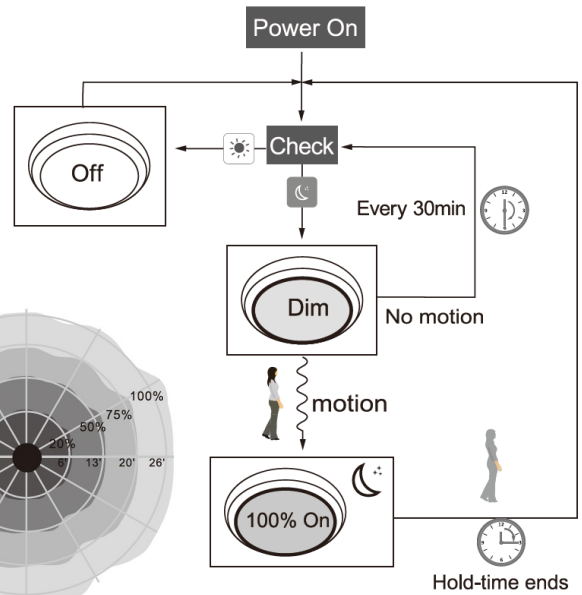 Power On
Check
Off
Every 30min
Dim
No motion
100%
75%
50%
20%
6' 13' 20' 26'
motion
100% On
Hold-time ends